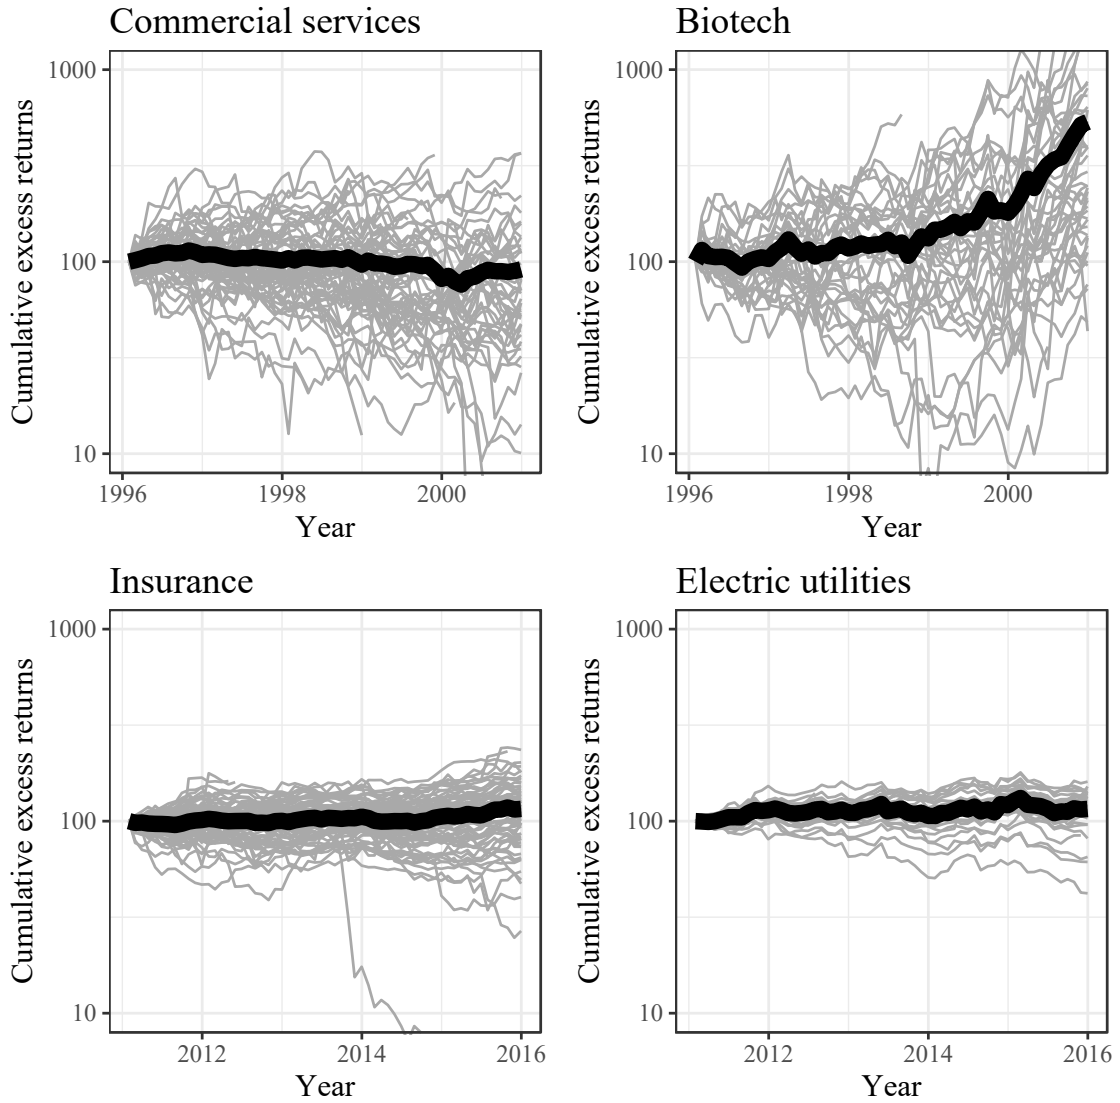 Commercial services
Cumulative excess returns
1000
100
10
1996
1998
2000
Year
Biotech
Cumulative excess returns
1000
100
10
1996
1998
2000
Year
Insurance
Cumulative excess returns
1000
100
10
2012
2014
2016
Year
Electric utilities
Cumulative excess returns
1000
100
10
2012
2014
2016
Year